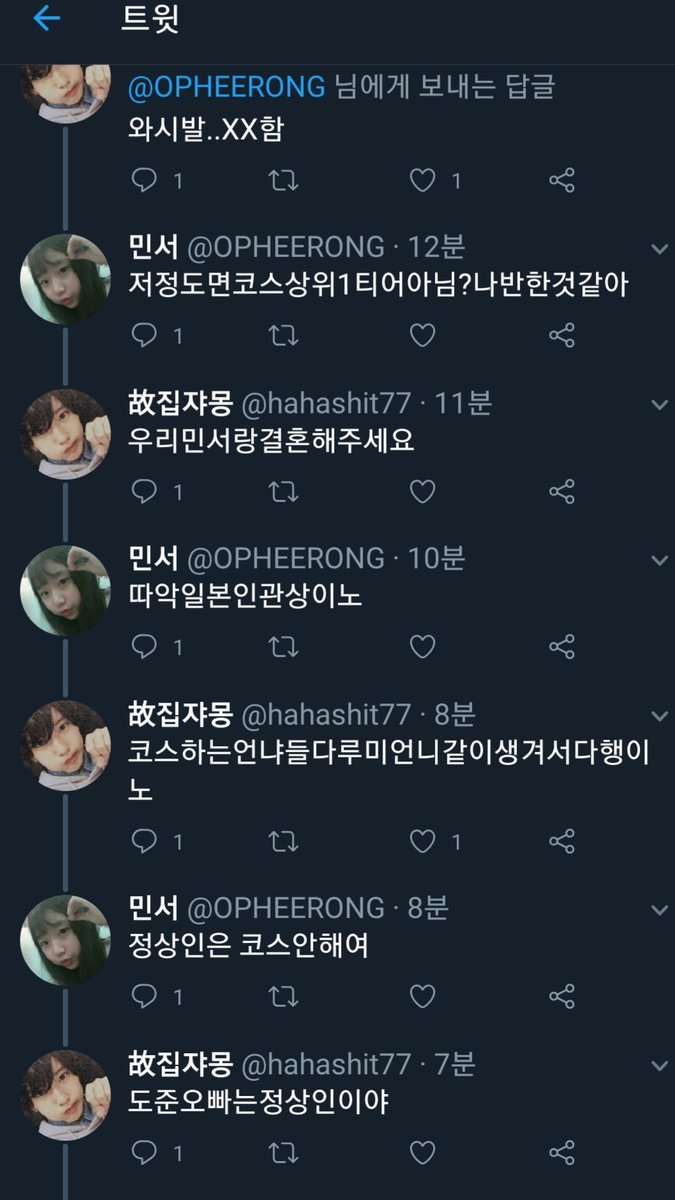 트윗
@OPHEERONG 님에게 보내는 답글
와시발..XX함
1 1
민서 @OPHEERONG · 12분
저정도면코스상위1티어아님?나반한것같아
1
故집쟈몽 @hahashit77 · 11분
우리민서랑결혼해주세요
1
민서 @OPHEERONG · 10분
따악일본인관상이노
1
故집쟈몽 @hahashit77 · 8분
코스하는언냐들다루미언니같이생겨서다행이
노
1 1
민서 @OPHEERONG · 8분
정상인은 코스안해여
1
故집쟈몽 @hahashit77 · 7분
도준오빠는정상인이야
1